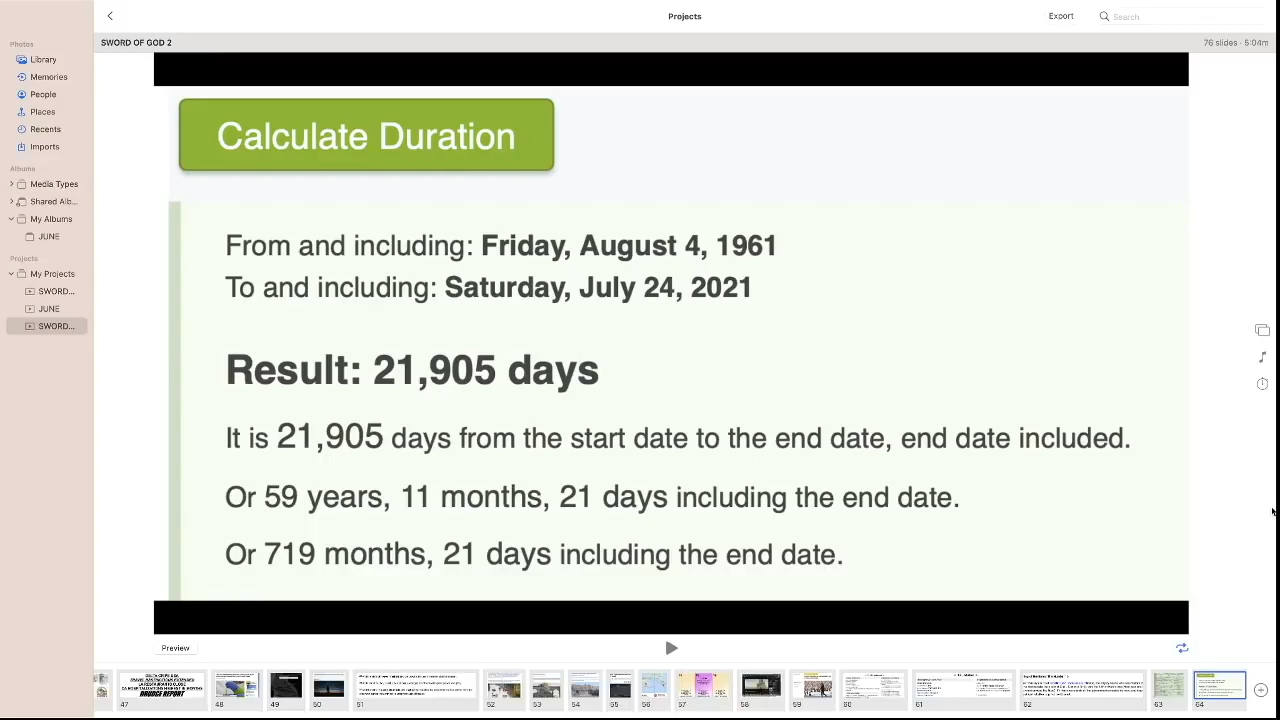 Projects
Export
Search
SWORD OF GOD 2
76 slides · 5:04m
Photos
Library
Memories
People
Places
Recents
Imports
Albums
Media Types
Shared Alb...
My Albums
JUNE
Projects
My Projects
SWORD...
JUNE
SWORD...
Calculate Duration
From and including: Friday, August 4, 1961
To and including: Saturday, July 24, 2021
Result: 21,905 days
It is 21,905 days from the start date to the end date, end date included.
Or 59 years, 11 months, 21 days including the end date.
Or 719 months, 21 days including the end date.
Preview
DRUDGE REPORT
47
48
49
50
53
54
55
57
58
59
60
61
62
63
64